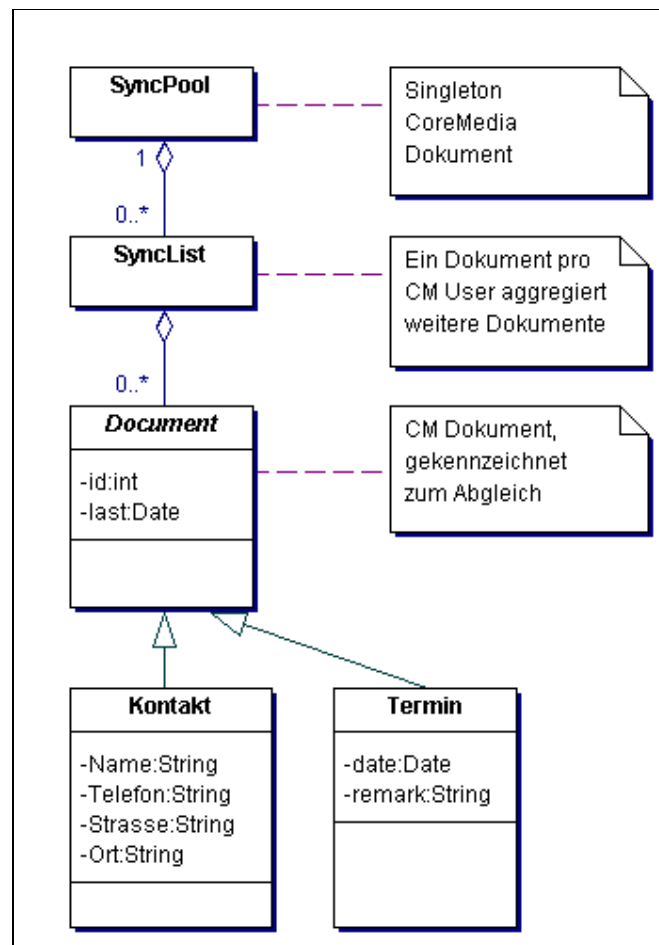 SyncPool
Singleton
CoreMedia
Dokument
1
0..*
SyncList
Ein Dokument pro
CM User aggregiert
weitere Dokumente
0..*
Document
-id:int
-last:Date
CM Dokument,
gekennzeichnet
zum Abgleich
Kontakt
-Name:String
-Telefon:String
-Strasse:String
-Ort:String
Termin
-date:Date
-remark:String